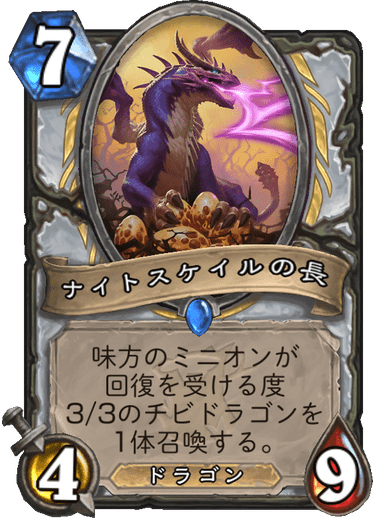 7
ナイトスケイルの長
味方のミニオンが
回復を受ける度
3/3のチビドラゴンを
1体召喚する。
ドラゴン
4
9